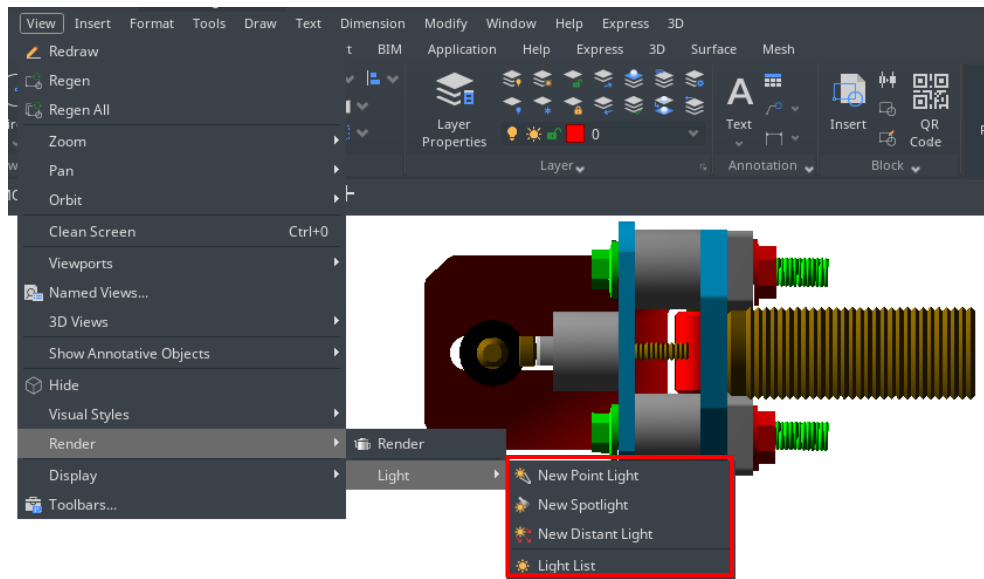 View Insert Format Tools Draw Text Dimension Modify Window Help Express 3D
t BIM Application Help Express 3D Surface Mesh
Redraw
Regen
Regen All
Zoom
Pan
Orbit
Clean Screen Ctrl+0
Viewports
Named Views...
3D Views
Show Annotative Objects
Hide
Visual Styles
Render
Display
Toolbars...
Render
Light
New Point Light
New Spotlight
New Distant Light
Light List
Layer
Properties
0
Layer
A
Text
Annotation
Insert
QR
Code
Block